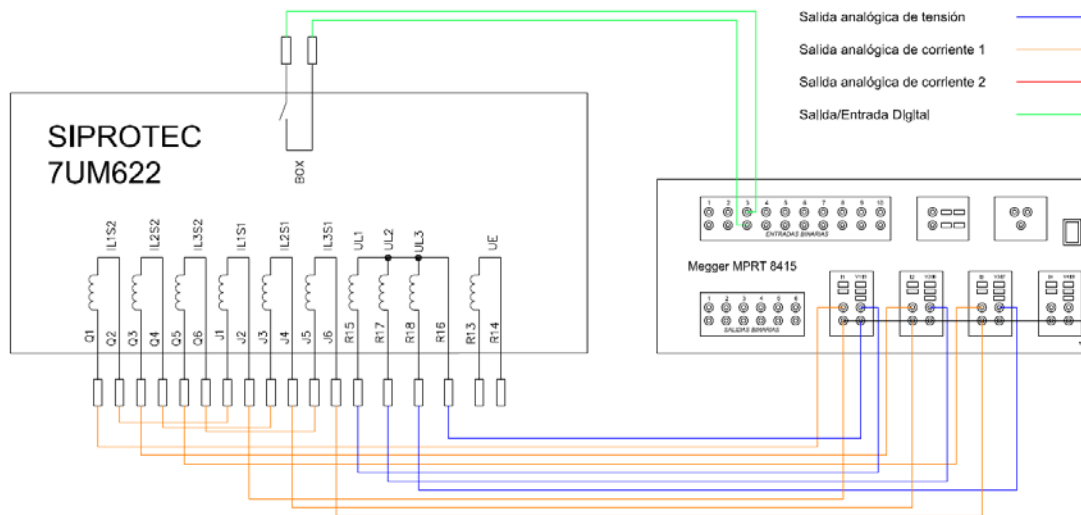 Salida analógica de tensión
Salida analógica de corriente 1
Salida analógica de corriente 2
Salida/Entrada Digital
SIPROTEC
7UM622
BOX
IL1S2
IL2S2
IL3S2
IL1S1
IL2S1
IL3S1
UL1
UL2
UL3
UE
Q1
Q2
Q3
Q4
Q5
Q6
J1
J2
J3
J4
J5
J6
R15
R17
R18
R16
R13
R14
1 2 3 4 5 6 7 8 9 10
ENTRADAS BINARIAS
Megger MPRT 8415
1 2 3 4 5 6
SALIDAS BINARIAS